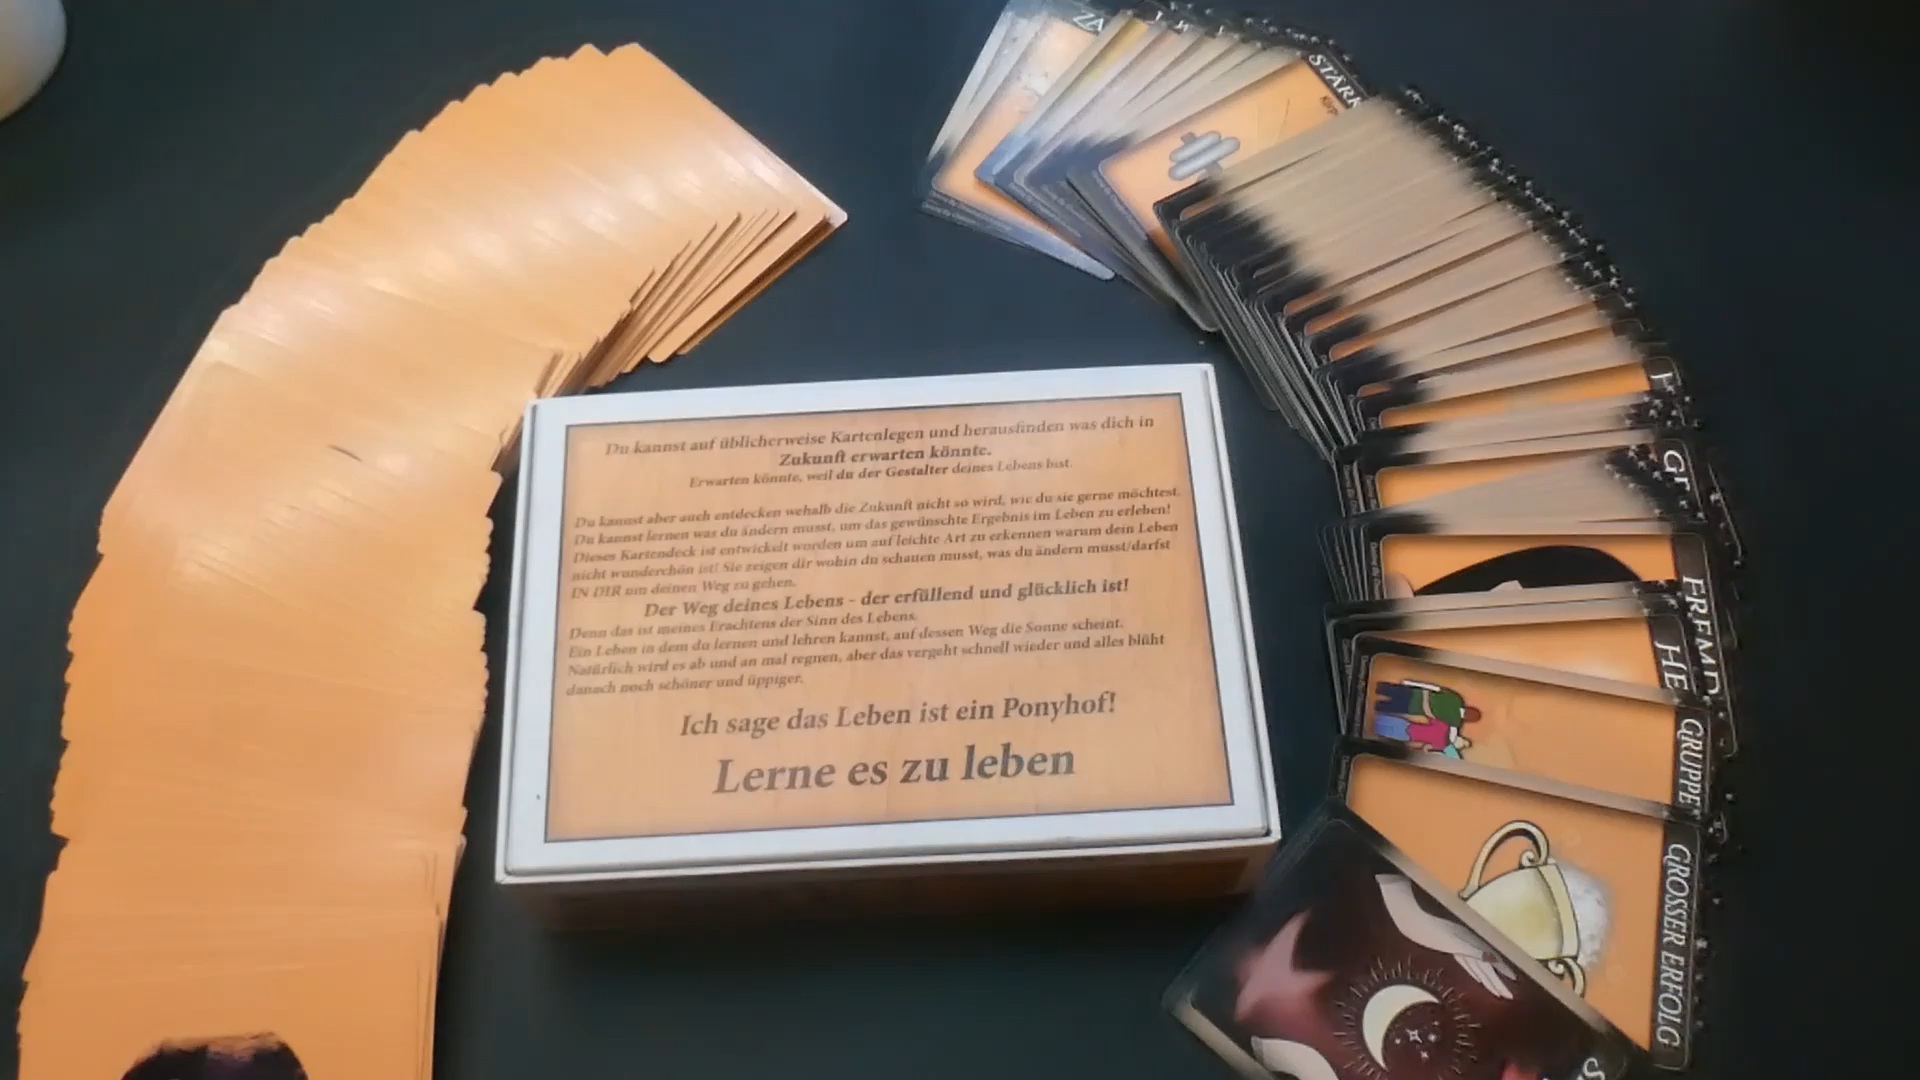 STÄRK
Du kannst auf üblicherweise Kartenlegen und herausfinden was dich in
Zukunft erwarten könnte.
Erwarten könnte, weil du der Gestalter deines Lebens bist.
Du kannst aber auch entdecken wehalb die Zukunft nicht so wird, wie du sie gerne möchtest.
Du kannst lernen was du ändern musst, um das gewünschte Ergebnis im Leben zu erleben!
Dieses Kartendeck ist entwickelt worden um auf leichte Art zu erkennen warum dein Leben
nicht wunderchön ist! Sie zeigen dir wohin du schauen musst, was du ändern musst/darfst
IN DIR um deinen Weg zu gehen.
Der Weg deines Lebens - der erfüllend und glücklich ist!
Denn das ist meines Erachtens der Sinn des Lebens.
Ein Leben in dem du lernen und lehren kannst, auf dessen Weg die Sonne scheint.
Natürlich wird es ab und an mal regnen, aber das vergeht schnell wieder und alles blüht
danach noch schöner und üppiger.
Ich sage das Leben ist ein Ponyhof!
Lerne es zu leben
FREMD
HE
GRUPPE
GROSSER ERFOLG